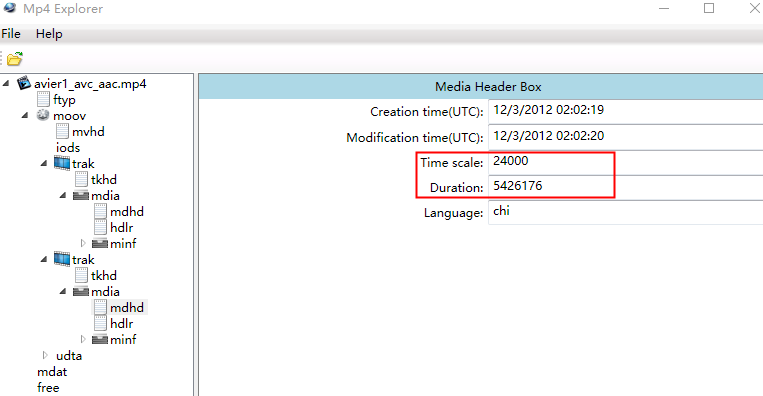 Mp4 Explorer
File Help
avier1_avc_aac.mp4
ftyp
moov
mvhd
iods
trak
tkhd
mdia
mdhd
hdlr
minf
trak
tkhd
mdia
mdhd
hdlr
minf
udta
mdat
free
Media Header Box
Creation time(UTC): 12/3/2012 02:02:19
Modification time(UTC): 12/3/2012 02:02:20
Time scale: 24000
Duration: 5426176
Language: chi